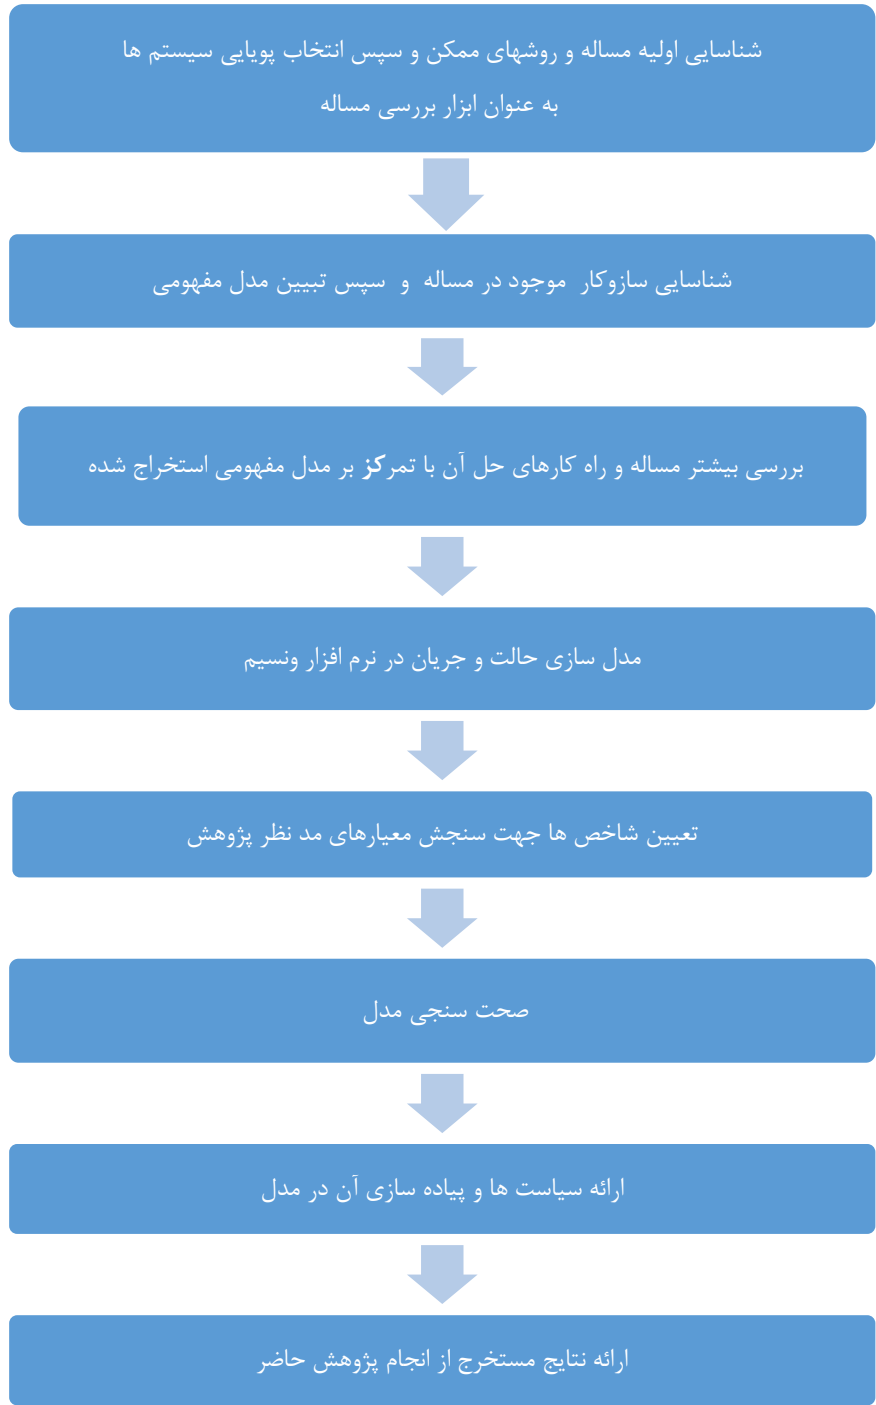 شناسایی اولیه مساله و روشهای ممکن و سپس انتخاب پویایی سیستم ها
به عنوان ابزار بررسی مساله
شناسایی سازوکار موجود در مساله و سپس تبیین مدل مفهومی
بررسی بیشتر مساله و راه کارهای حل آن با تمرکز بر مدل مفهومی استخراج شده
مدل سازی حالت و جریان در نرم افزار ونسیم
تعیین شاخص ها جهت سنجش معیارهای مد نظر پژوهش
صحت سنجی مدل
ارائه سیاست ها و پیاده سازی آن در مدل
ارائه نتایج مستخرج از انجام پژوهش حاضر